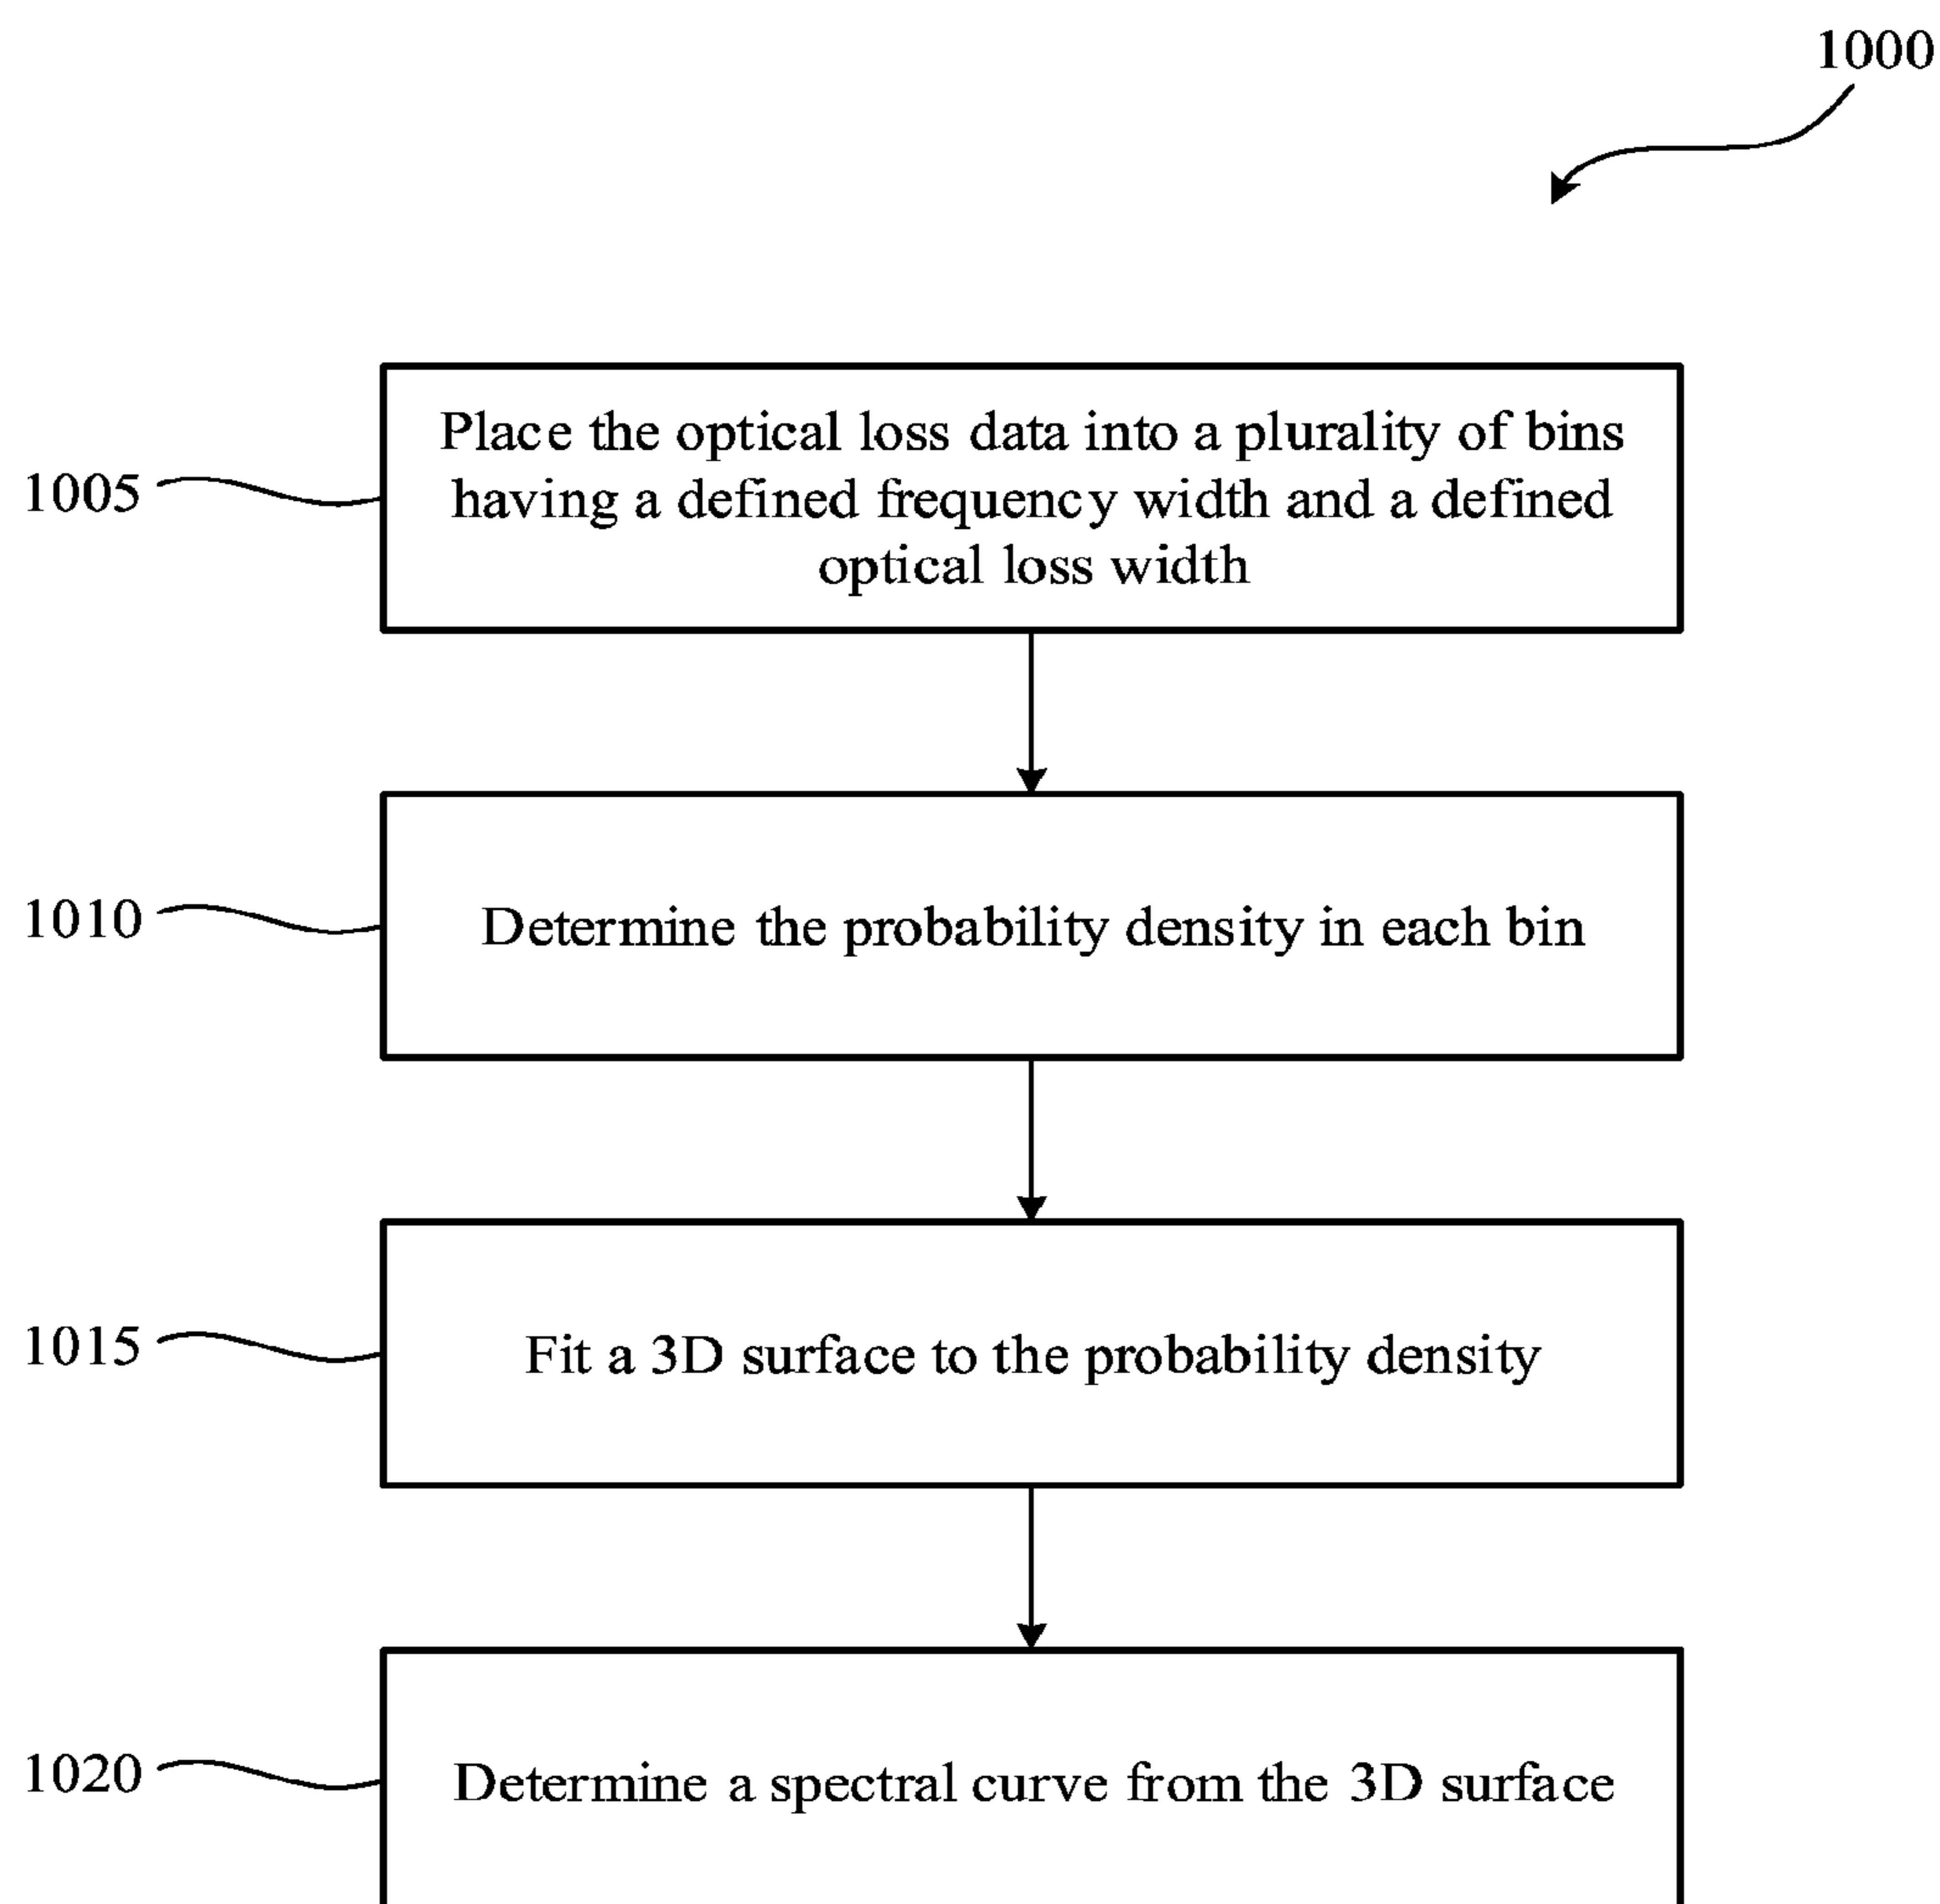 1000
1005
Place the optical loss data into a plurality of bins
having a defined frequency width and a defined
optical loss width
1010
Determine the probability density in each bin
1015
Fit a 3D surface to the probability density
1020
Determine a spectral curve from the 3D surface